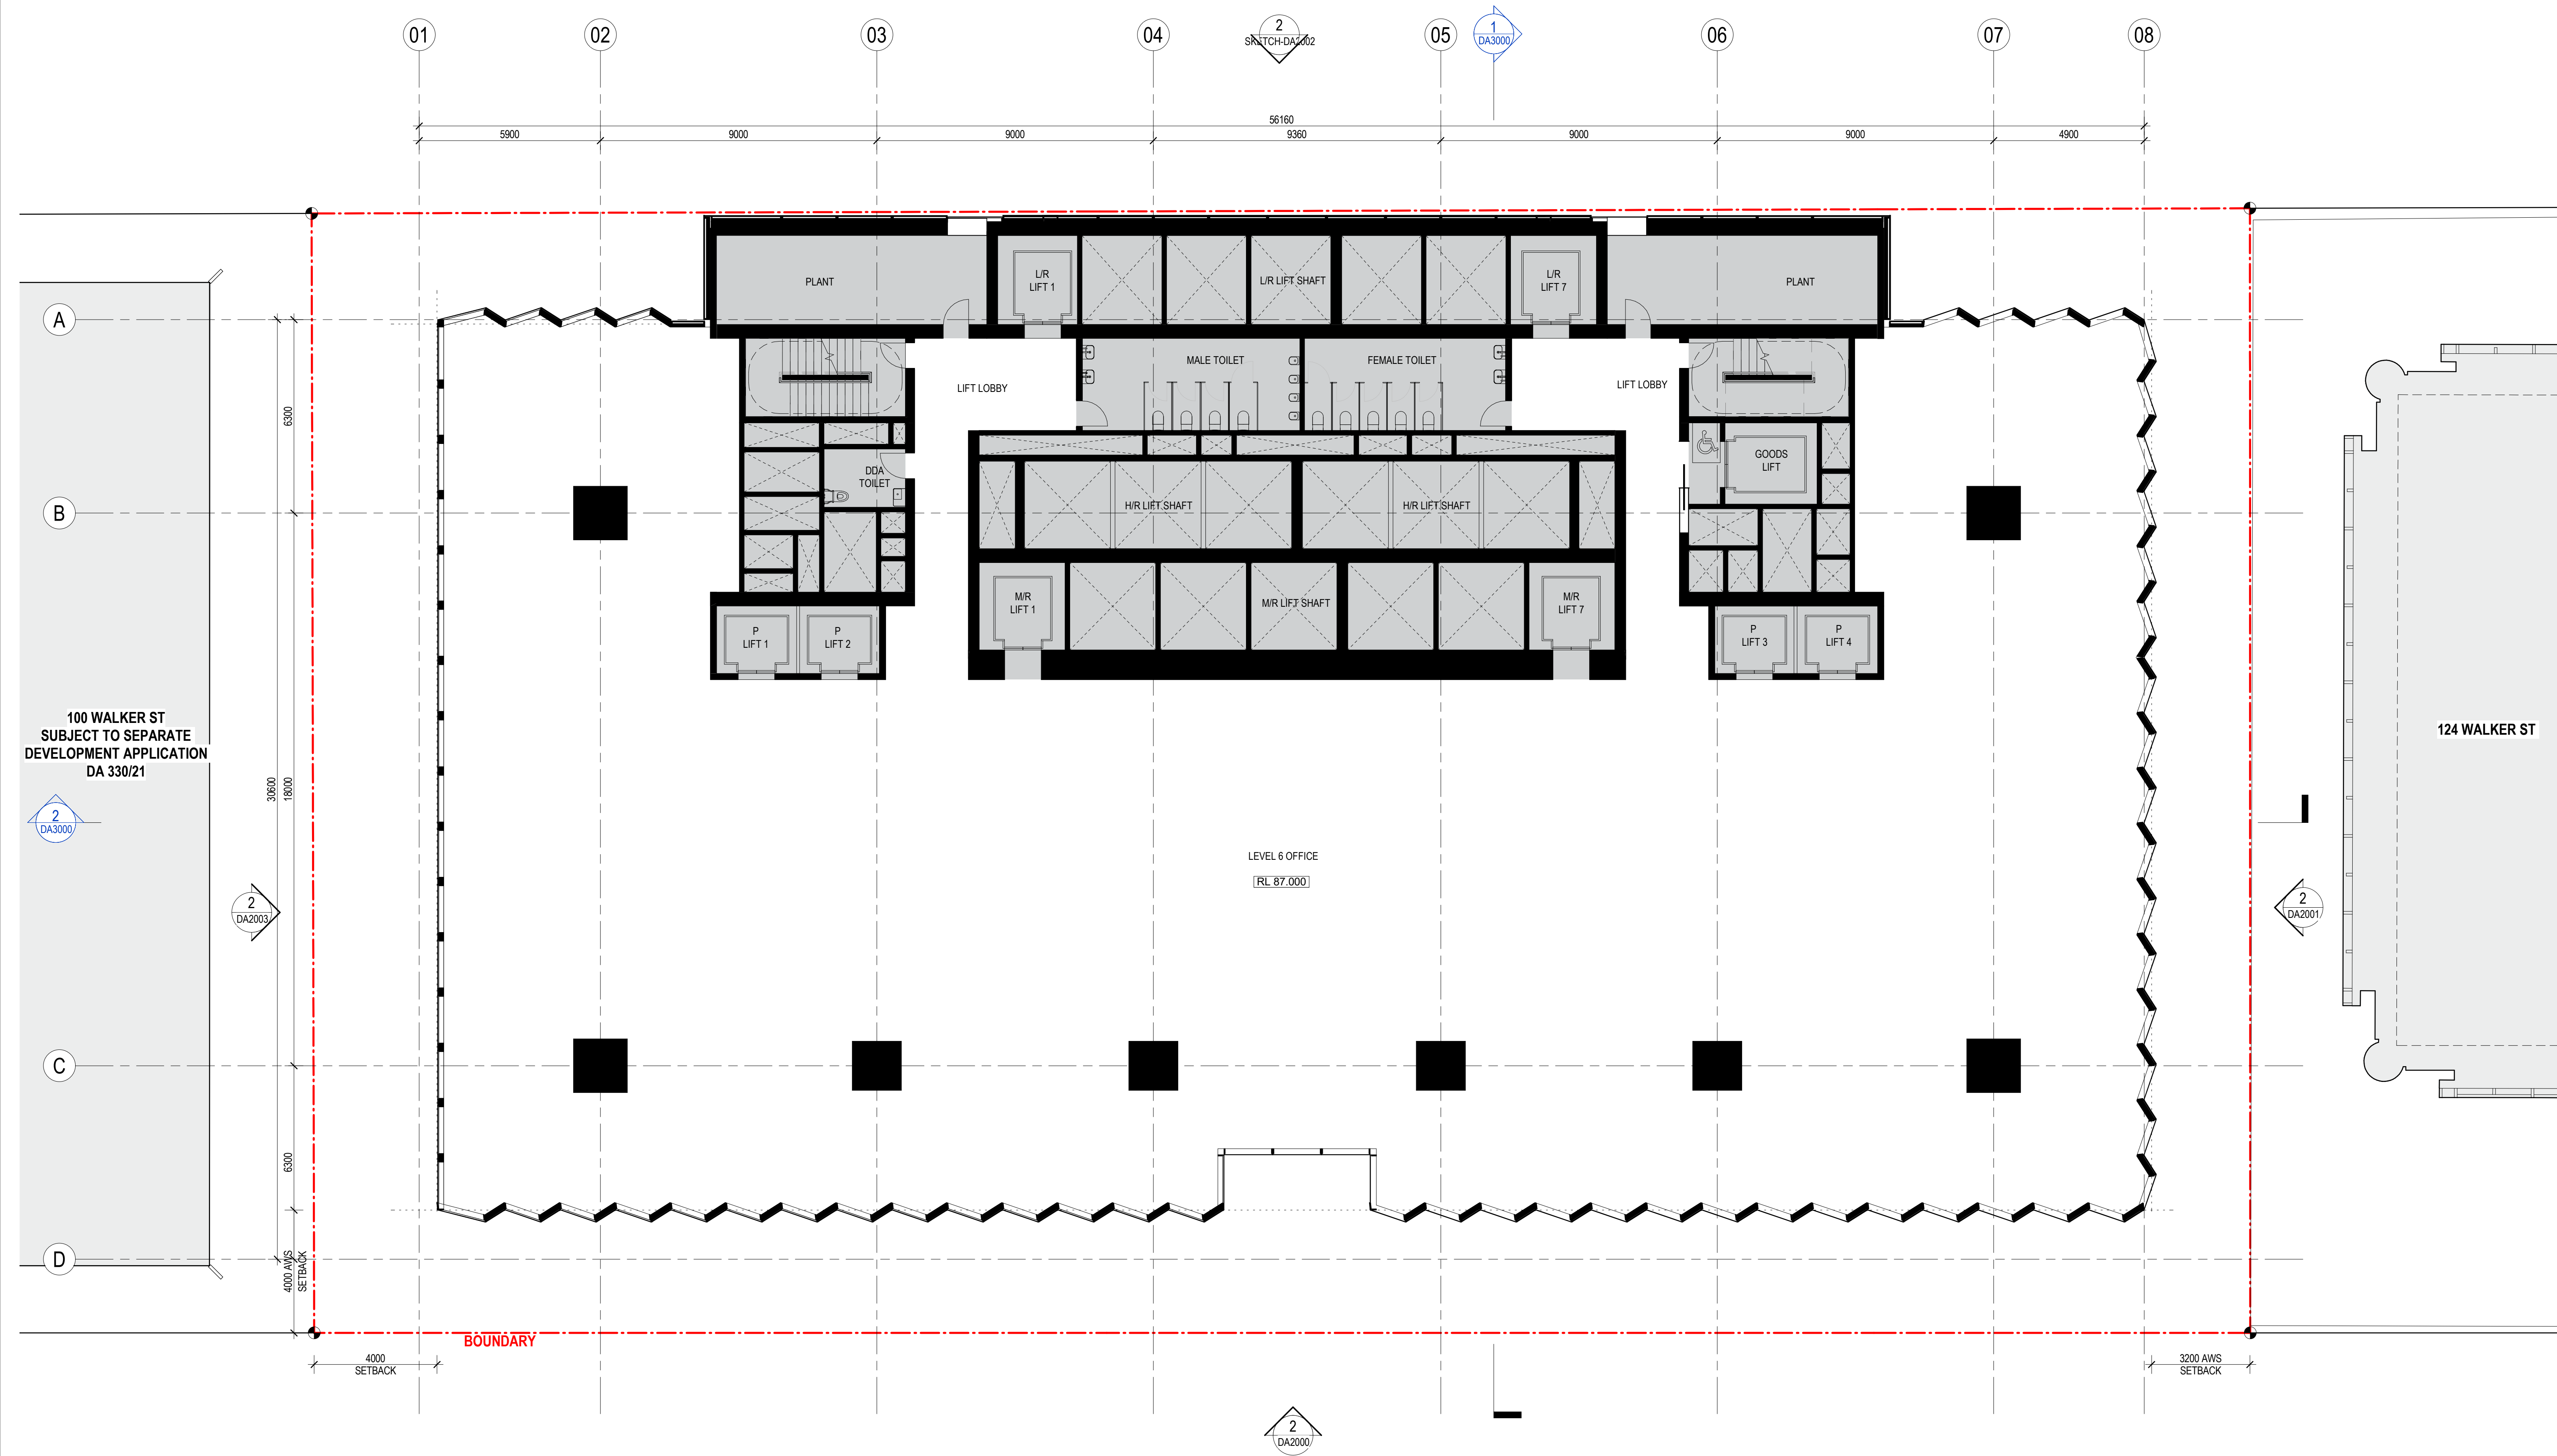 01
02
03
04
2
SKETCH-DA2002
05
1
DA3000
06
07
08
56160
5900
9000
9000
9360
9000
9000
4900
PLANT
L/R
LIFT 1
L/R LIFT SHAFT
L/R
LIFT 7
PLANT
A
MALE TOILET
FEMALE TOILET
LIFT LOBBY
LIFT LOBBY
6300
DDA
TOILET
GOODS
LIFT
B
H/R LIFT SHAFT
H/R LIFT SHAFT
M/R
LIFT 1
M/R LIFT SHAFT
M/R
LIFT 7
P
LIFT 1
P
LIFT 2
P
LIFT 3
P
LIFT 4
100 WALKER ST
SUBJECT TO SEPARATE
DEVELOPMENT APPLICATION
DA 330/21
124 WALKER ST
30600
18000
2
DA3000
LEVEL 6 OFFICE
RL 87.000
2
DA2003
2
DA2001
C
6300
D
4000 AWS
SETBACK
BOUNDARY
4000
SETBACK
3200 AWS
SETBACK
2
DA2000